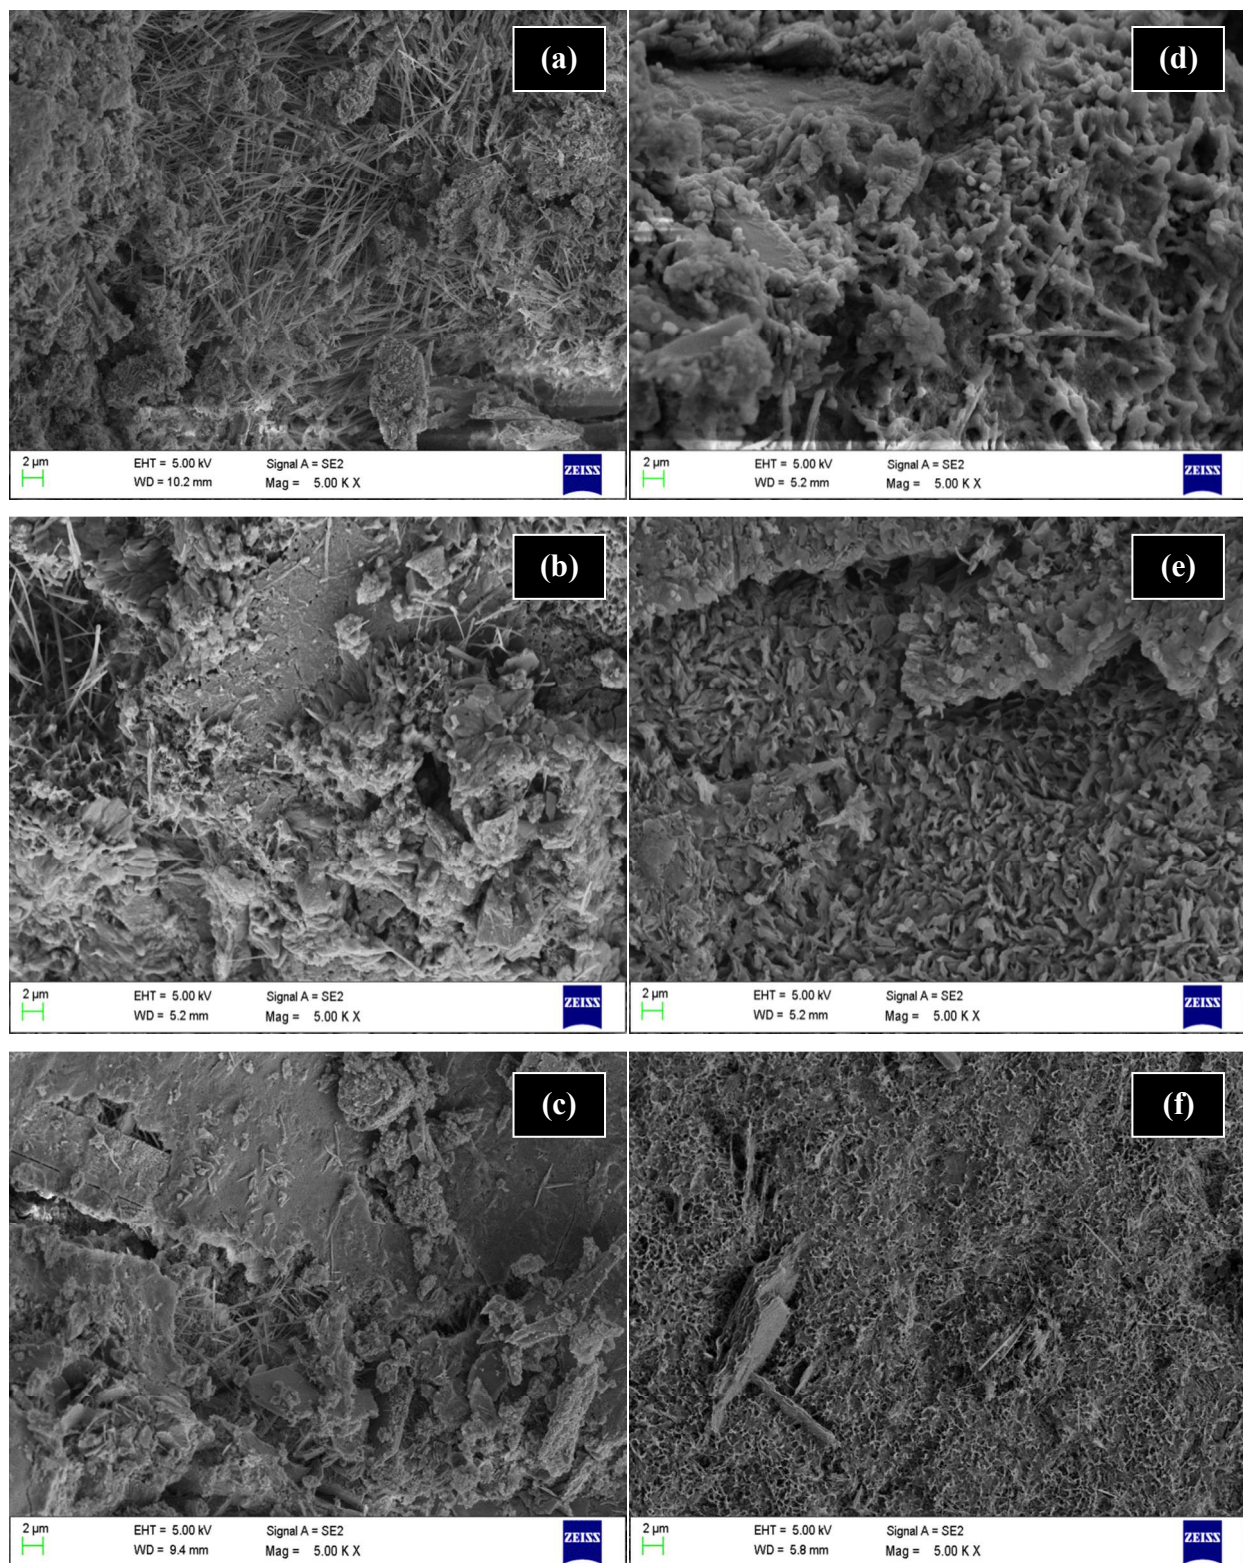 (a)
2 µm
EHT = 5.00 kV
WD = 10.2 mm
Signal A = SE2
Mag = 5.00 K X
ZEISS
(d)
2 µm
EHT = 5.00 kV
WD = 5.2 mm
Signal A = SE2
Mag = 5.00 K X
ZEISS
(b)
2 µm
EHT = 5.00 kV
WD = 5.2 mm
Signal A = SE2
Mag = 5.00 K X
ZEISS
(e)
2 µm
EHT = 5.00 kV
WD = 5.2 mm
Signal A = SE2
Mag = 5.00 K X
ZEISS
(c)
2 µm
EHT = 5.00 kV
WD = 9.4 mm
Signal A = SE2
Mag = 5.00 K X
ZEISS
(f)
2 µm
EHT = 5.00 kV
WD = 5.8 mm
Signal A = SE2
Mag = 5.00 K X
ZEISS